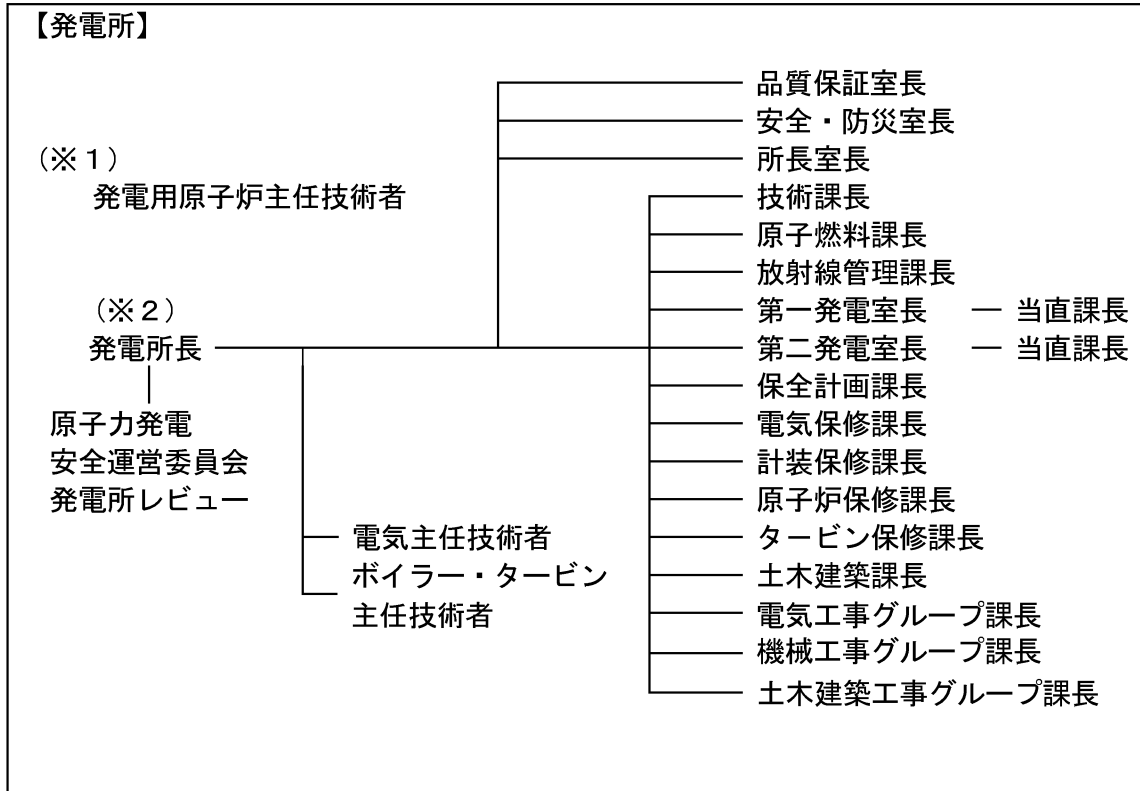 【発電所】
品質保証室長
安全・防災室長
(※1)
所長室長
発電用原子炉主任技術者
技術課長
原子燃料課長
放射線管理課長
(※2)
第一発電室長 ― 当直課長
発電所長
第二発電室長 ― 当直課長
保全計画課長
原子力発電
電気保修課長
安全運営委員会
計装保修課長
発電所レビュー
原子炉保修課長
電気主任技術者
タービン保修課長
ボイラー・タービン
土木建築課長
主任技術者
電気工事グループ課長
機械工事グループ課長
土木建築工事グループ課長